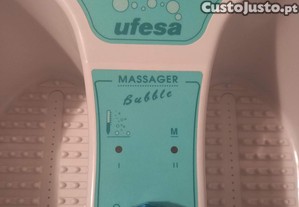 CustoJusto.pt
ufesa
MASSAGER
Bubble
M
I II